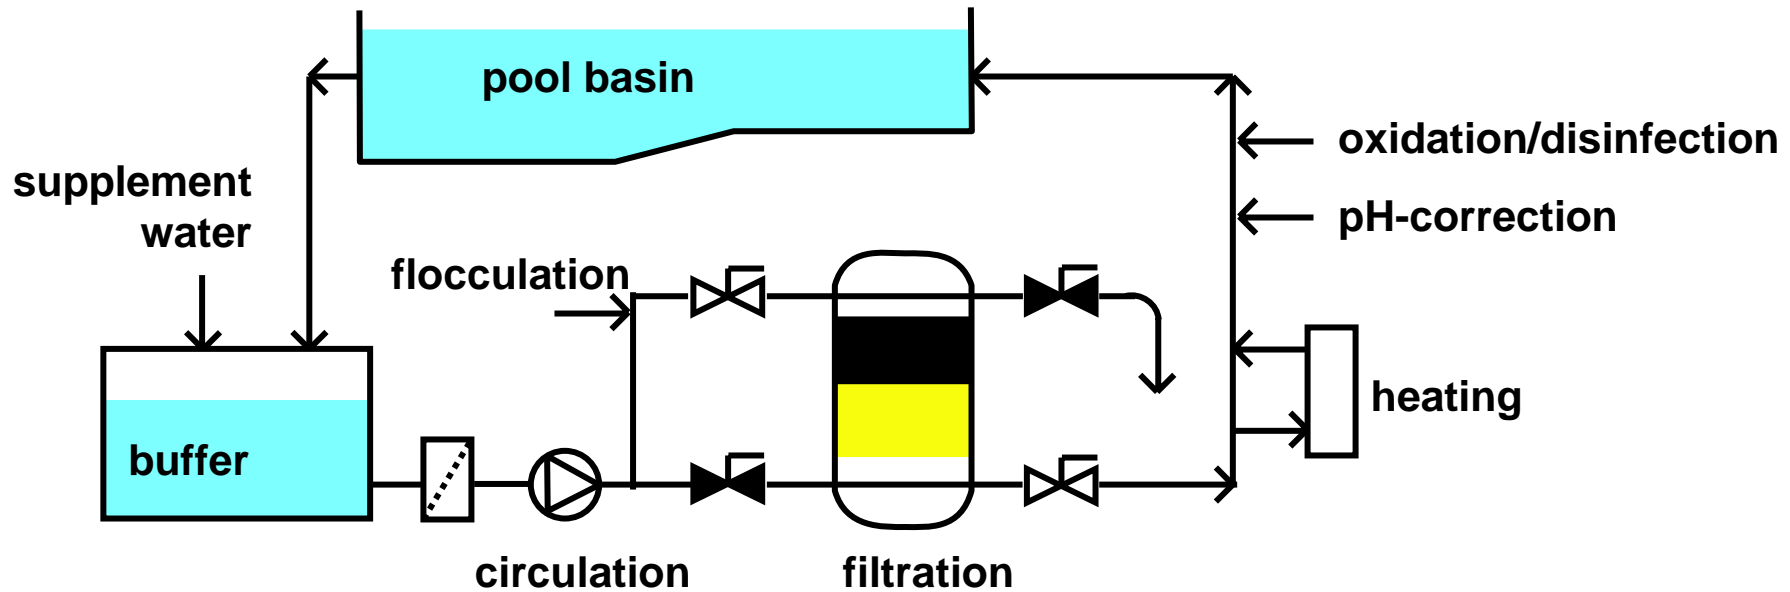 pool basin
oxidation/disinfection
supplement
water
pH-correction
flocculation
heating
buffer
circulation
filtration